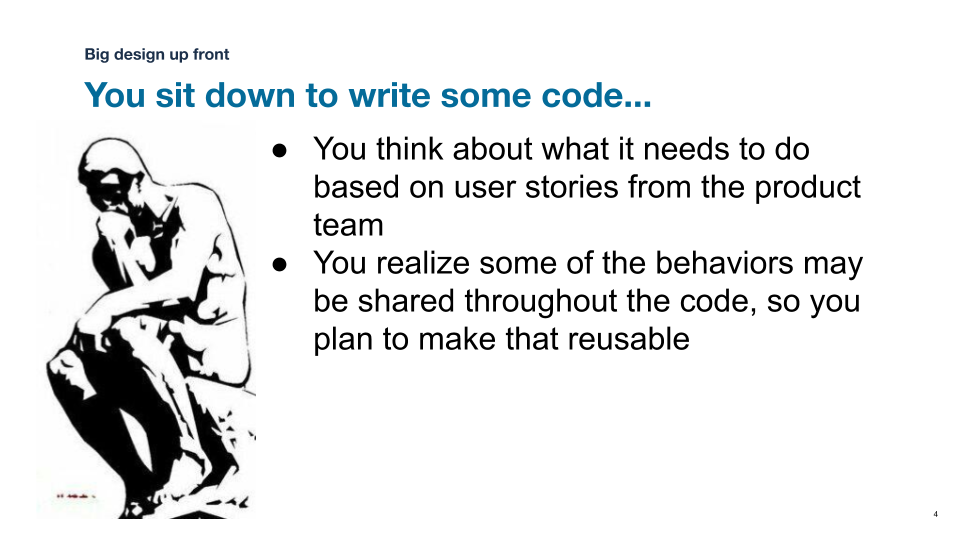 Big design up front
You sit down to write some code...
● You think about what it needs to do
based on user stories from the product
team
● You realize some of the behaviors may
be shared throughout the code, so you
plan to make that reusable
4